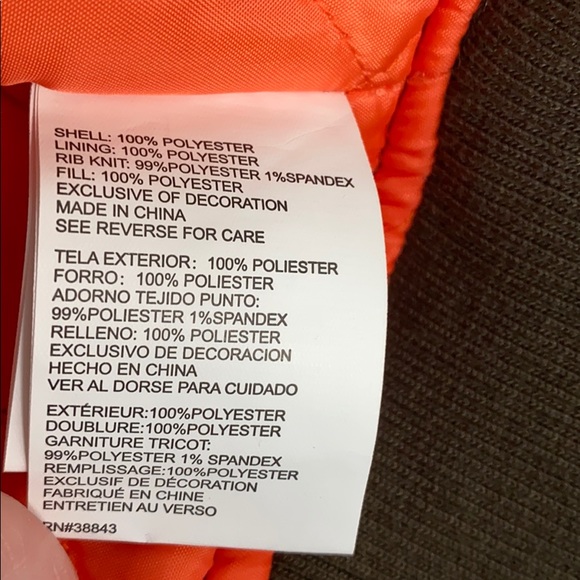 SHELL: 100% POLYESTER
LINING: 100% POLYESTER
RIB KNIT: 99%POLYESTER 1%SPANDEX
FILL: 100% POLYESTER
EXCLUSIVE OF DECORATION
MADE IN CHINA
SEE REVERSE FOR CARE
TELA EXTERIOR: 100% POLIESTER
FORRO: 100% POLIESTER
ADORNO TEJIDO PUNTO:
99%POLIESTER 1%SPANDEX
RELLENO: 100% POLIESTER
EXCLUSIVO DE DECORACION
HECHO EN CHINA
VER AL DORSE PARA CUIDADO
EXTÉRIEUR:100%POLYESTER
DOUBLURE:100%POLYESTER
GARNITURE TRICOT:
99%POLYESTER 1% SPANDEX
REMPLISSAGE:100%POLYESTER
EXCLUSIF DE DÉCORATION
FABRIQUÉ EN CHINE
ENTRETIEN AU VERSO
RN#38843